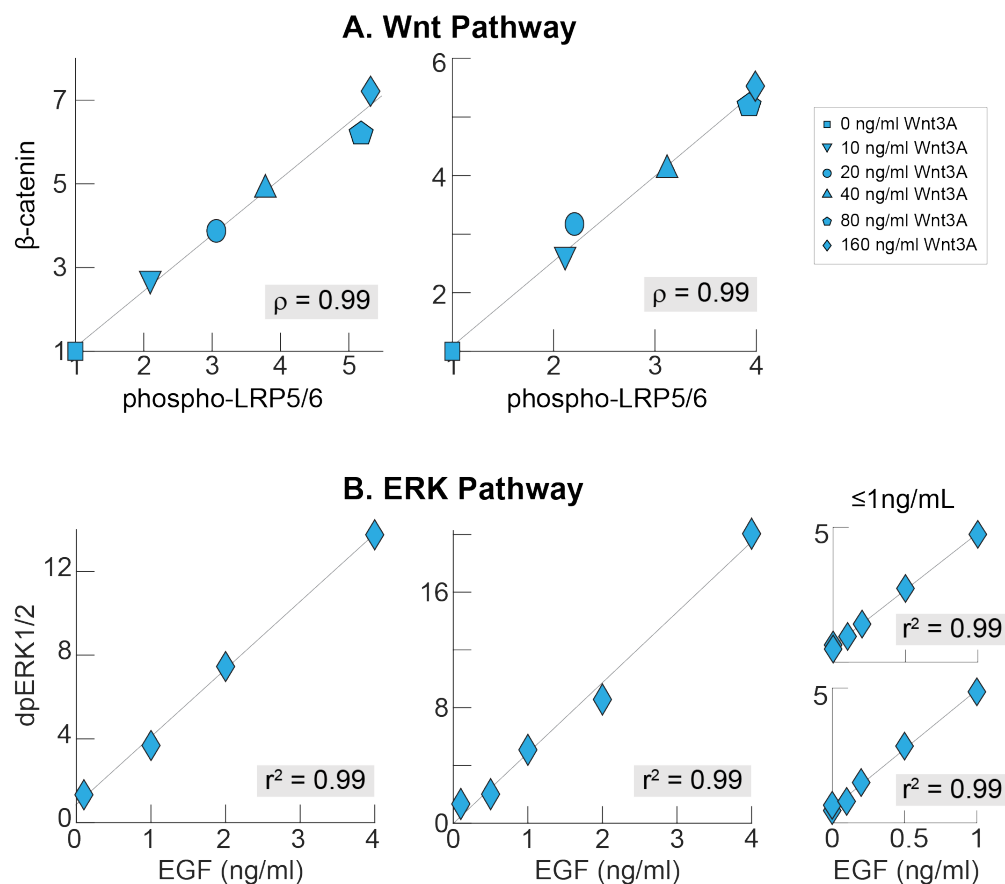 A. Wnt Pathway
β-catenin
7
5
3
1
1 2 3 4 5
phospho-LRP5/6
ρ = 0.99
6
4
2
1 2 3 4
phospho-LRP5/6
ρ = 0.99
0 ng/ml Wnt3A
10 ng/ml Wnt3A
20 ng/ml Wnt3A
40 ng/ml Wnt3A
80 ng/ml Wnt3A
160 ng/ml Wnt3A
B. ERK Pathway
dpERK1/2
12
8
4
0
0 1 2 3 4
EGF (ng/ml)
r² = 0.99
16
8
0
0 1 2 3 4
EGF (ng/ml)
r² = 0.99
≤1ng/mL
5
r² = 0.99
5
r² = 0.99
0 0.5 1
EGF (ng/ml)